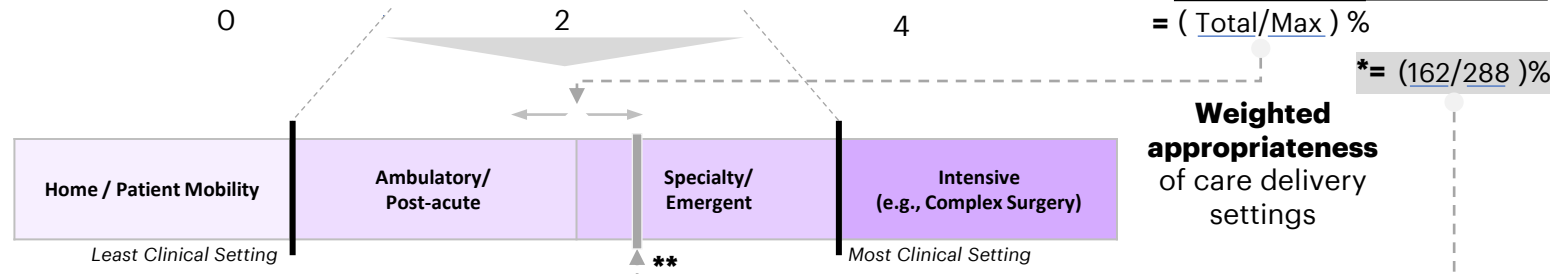 0
2
4
= ( Total/Max ) %
*= (162/288 )%
Weighted
appropriateness
of care delivery
settings
Home / Patient Mobility
Ambulatory/
Post-acute
Specialty/
Emergent
Intensive
(e.g., Complex Surgery)
Least Clinical Setting
**
Most Clinical Setting